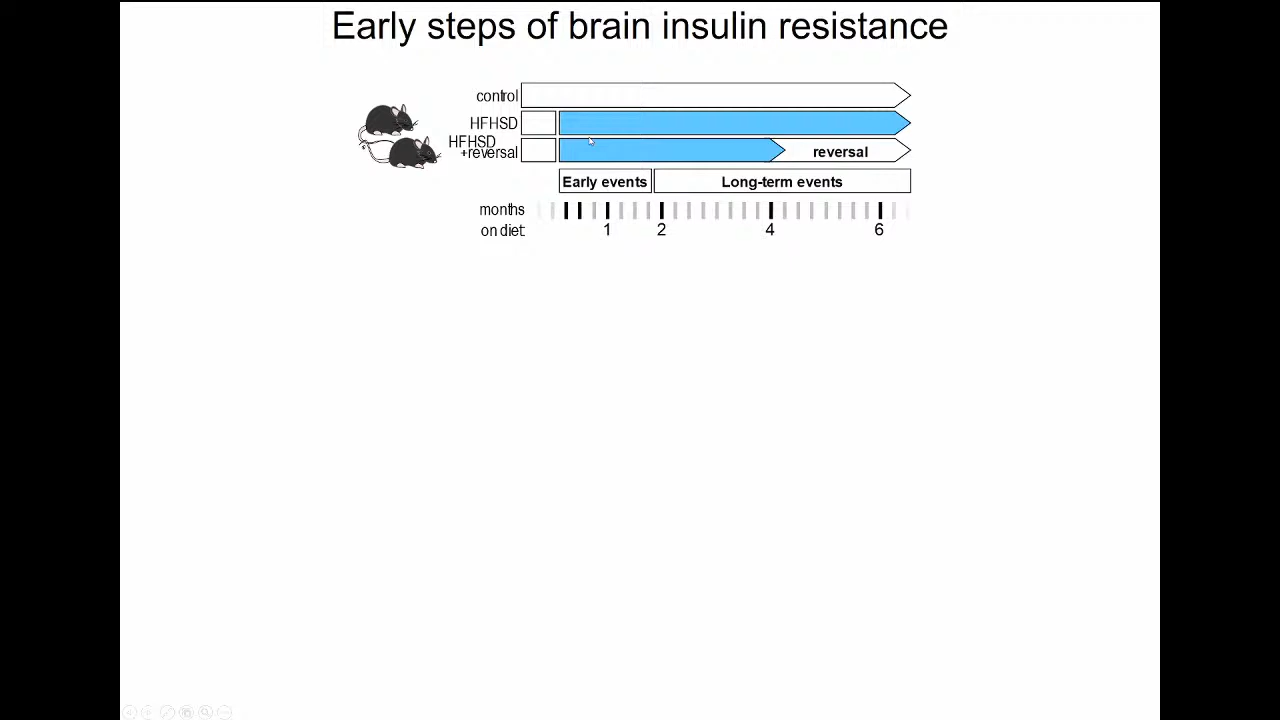 Early steps of brain insulin resistance
control
HFHSD
HFHSD
+reversal
reversal
Early events
Long-term events
months
on diet
1
2
4
6